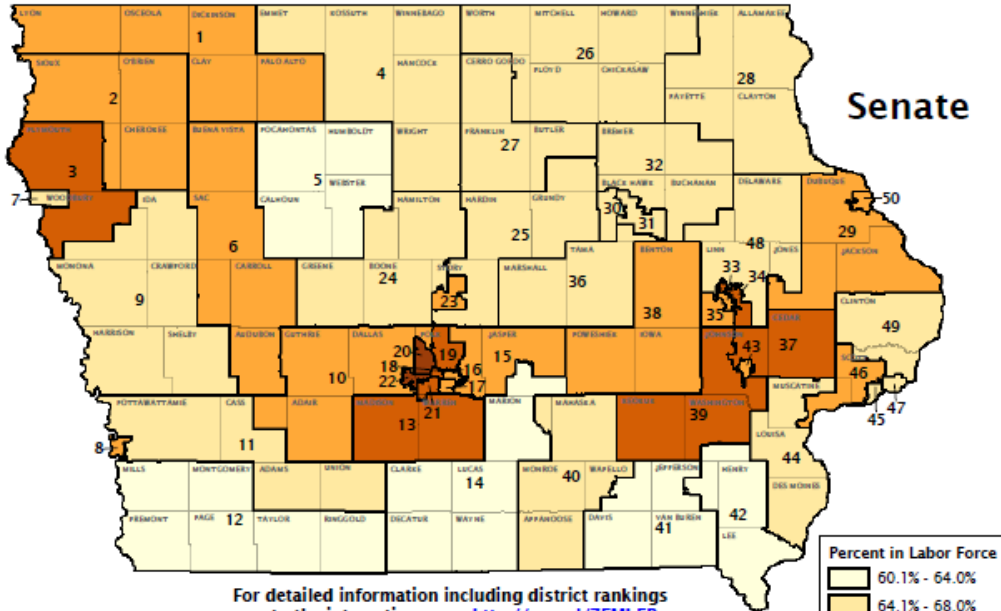 LYON OSCEOLA DICKINSON EMMET KOSSUTH WINNEBAGO WORTH MITCHELL HOWARD WINNESHIEK ALLAMAKEE
1
26
SIOUX O'BRIEN CLAY PALO ALTO HANCOCK CERRO GORDO FLOYD CHICKASAW
4
28
2
FAYETTE CLAYTON
Senate
PLYMOUTH CHEROKEE BUENA VISTA POCAHONTAS HUMBOLDT WRIGHT FRANKLIN BUTLER BREMER
27
32
3
5
7 WOODBURY IDA SAC CALHOUN WEBSTER HAMILTON HARDIN GRUNDY BLACK HAWK BUCHANAN DELAWARE DUBUQUE
50
30
31
25
29
6
48
MONONA CRAWFORD CARROLL GREENE BOONE STORY MARSHALL TAMA BENTON LINN JONES JACKSON
24
33
34
36
9
23
35
38
CLINTON
HARRISON SHELBY AUDUBON GUTHRIE DALLAS POLK JASPER POWESHIEK IOWA JOHNSON CEDAR
49
20
19
43
37
15
18
16
46
10
22
17
SCOTT
MUSCATINE
45
47
POTTAWATTAMIE CASS ADAIR MADISON WARREN MARION MAHASKA KEOKUK WASHINGTON
21
39
13
LOUISA
8
11
44
MILLS MONTGOMERY ADAMS UNION CLARKE LUCAS MONROE WAPELLO JEFFERSON HENRY
40
14
DES MOINES
FREMONT PAGE 12 TAYLOR RINGGOLD DECATUR WAYNE APPANOOSE DAVIS VAN BUREN
42
41
LEE
Percent in Labor Force
60.1% - 64.0%
64.1% - 68.0%
For detailed information including district rankings